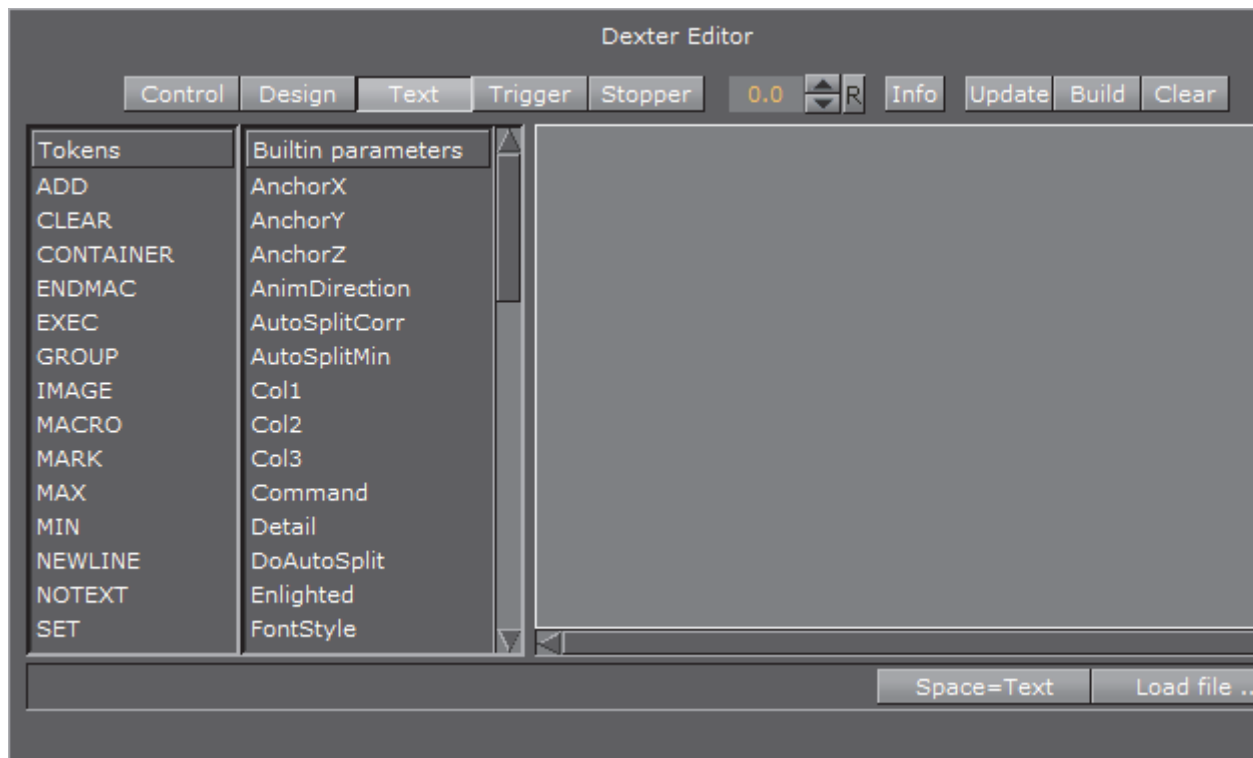 Dexter Editor
Control Design Text Trigger Stopper 0.0 R Info Update Build Clear
Tokens
ADD
CLEAR
CONTAINER
ENDMAC
EXEC
GROUP
IMAGE
MACRO
MARK
MAX
MIN
NEWLINE
NOTEXT
SET
Builtin parameters
AnchorX
AnchorY
AnchorZ
AnimDirection
AutoSplitCorr
AutoSplitMin
Col1
Col2
Col3
Command
Detail
DoAutoSplit
Enlighted
FontStyle
Space=Text Load file ..